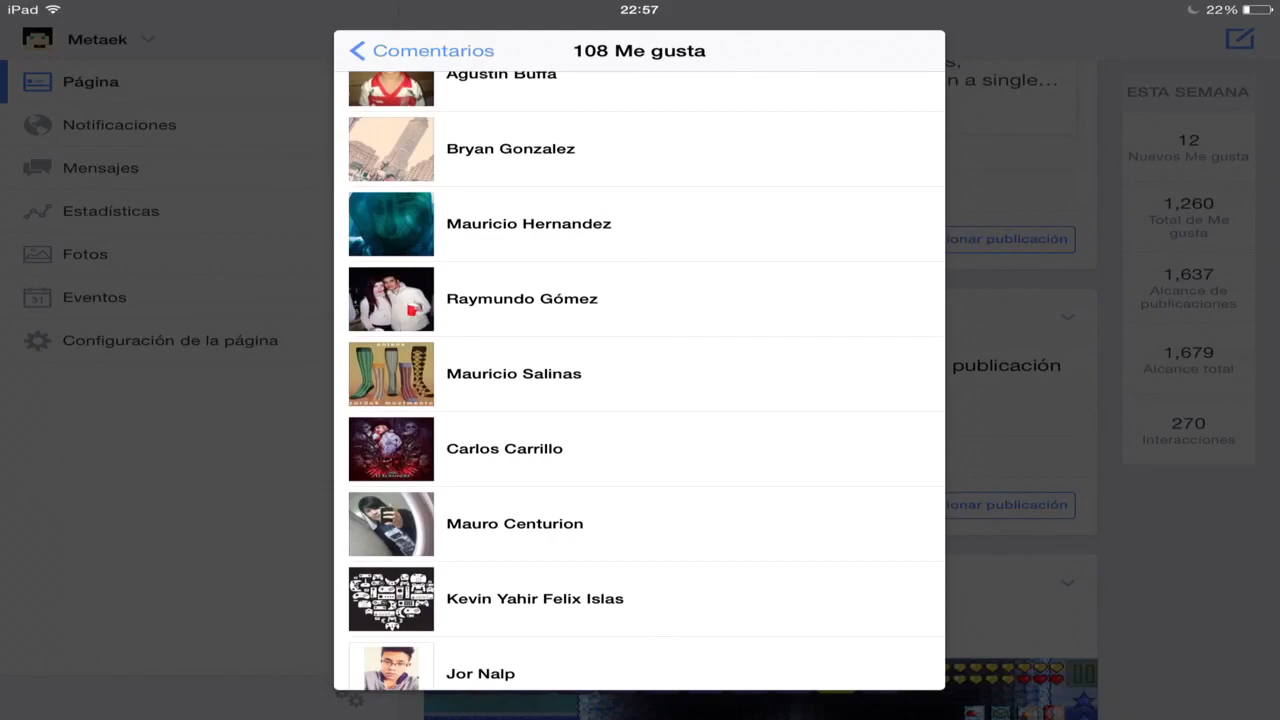 iPad
22:57
22%
Metaek
Página
Notificaciones
Mensajes
Estadísticas
Fotos
Eventos
31
Configuración de la página
Comentarios
108 Me gusta
Agustin Buffa
Bryan Gonzalez
Mauricio Hernandez
Raymundo Gómez
Mauricio Salinas
Carlos Carrillo
Mauro Centurion
Kevin Yahir Felix Islas
Jor Nalp
n a single...
ionar publicación
publicación
ionar publicación
ESTA SEMANA
12
Nuevos Me gusta
1,260
Total de Me
gusta
1,637
Alcance de
publicaciones
1,679
Alcance total
270
Interacciones